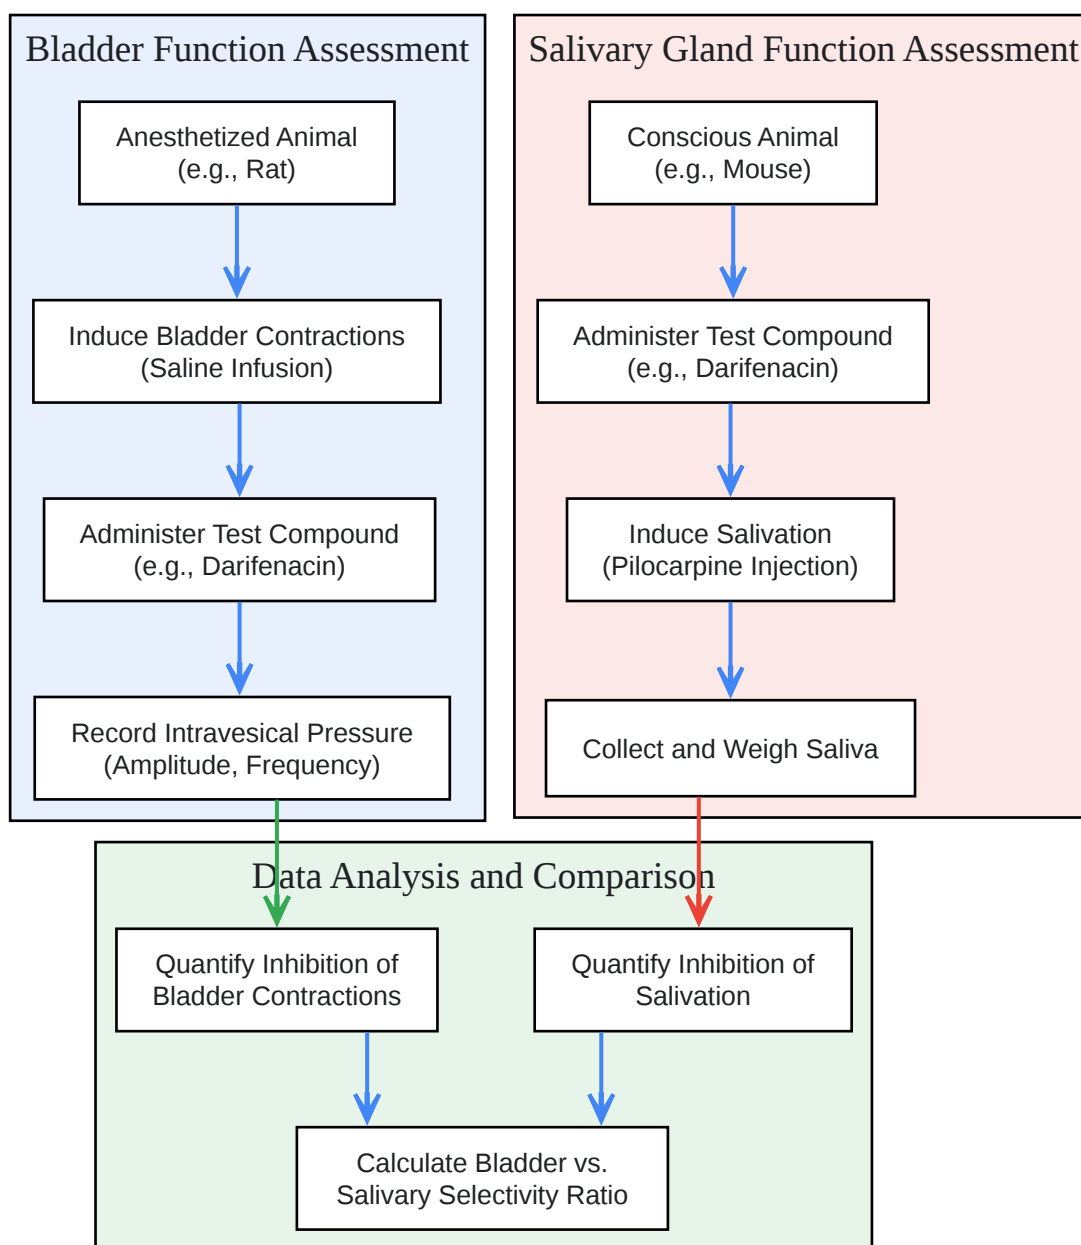 Bladder Function Assessment
Anesthetized Animal
(e.g., Rat)
Induce Bladder Contractions
(Saline Infusion)
Administer Test Compound
(e.g., Darifenacin)
Record Intravesical Pressure
(Amplitude, Frequency)
Salivary Gland Function Assessment
Conscious Animal
(e.g., Mouse)
Administer Test Compound
(e.g., Darifenacin)
Induce Salivation
(Pilocarpine Injection)
Collect and Weigh Saliva
Data Analysis and Comparison
Quantify Inhibition of
Bladder Contractions
Quantify Inhibition of
Salivation
Calculate Bladder vs.
Salivary Selectivity Ratio